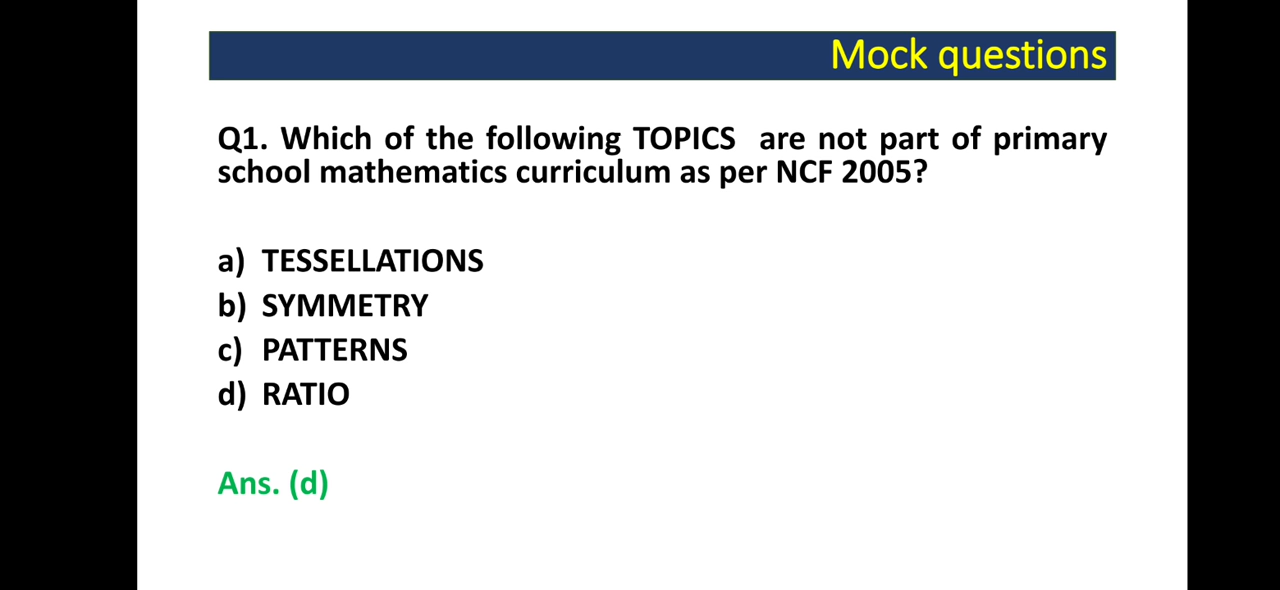 Mock questions
Q1. Which of the following TOPICS are not part of primary
school mathematics curriculum as per NCF 2005?
a) TESSELLATIONS
b) SYMMETRY
c) PATTERNS
d) RATIO
Ans. (d)